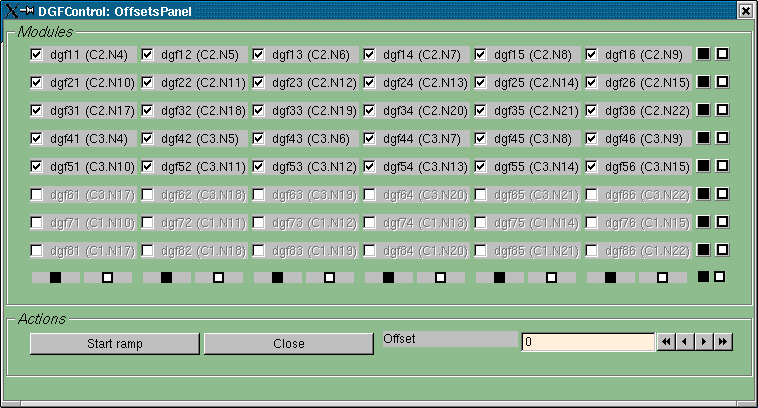 DGFControl: OffsetsPanel
Modules
dgf11 (C2.N4) dgf12 (C2.N5) dgf13 (C2.N6) dgf14 (C2.N7) dgf15 (C2.N8) dgf16 (C2.N9)
dgf21 (C2.N10) dgf22 (C2.N11) dgf23 (C2.N12) dgf24 (C2.N13) dgf25 (C2.N14) dgf26 (C2.N15)
dgf31 (C2.N17) dgf32 (C2.N18) dgf33 (C2.N19) dgf34 (C2.N20) dgf35 (C2.N21) dgf36 (C2.N22)
dgf41 (C3.N4) dgf42 (C3.N5) dgf43 (C3.N6) dgf44 (C3.N7) dgf45 (C3.N8) dgf46 (C3.N9)
dgf51 (C3.N10) dgf52 (C3.N11) dgf53 (C3.N12) dgf54 (C3.N13) dgf55 (C3.N14) dgf56 (C3.N15)
dgf61 (C3.N17) dgf62 (C3.N18) dgf63 (C3.N19) dgf64 (C3.N20) dgf65 (C3.N21) dgf66 (C3.N22)
dgf71 (C1.N10) dgf72 (C1.N11) dgf73 (C1.N12) dgf74 (C1.N13) dgf75 (C1.N14) dgf76 (C1.N15)
dgf81 (C1.N17) dgf82 (C1.N18) dgf83 (C1.N19) dgf84 (C1.N20) dgf85 (C1.N21) dgf86 (C1.N22)
Actions
Start ramp Close Offset 0